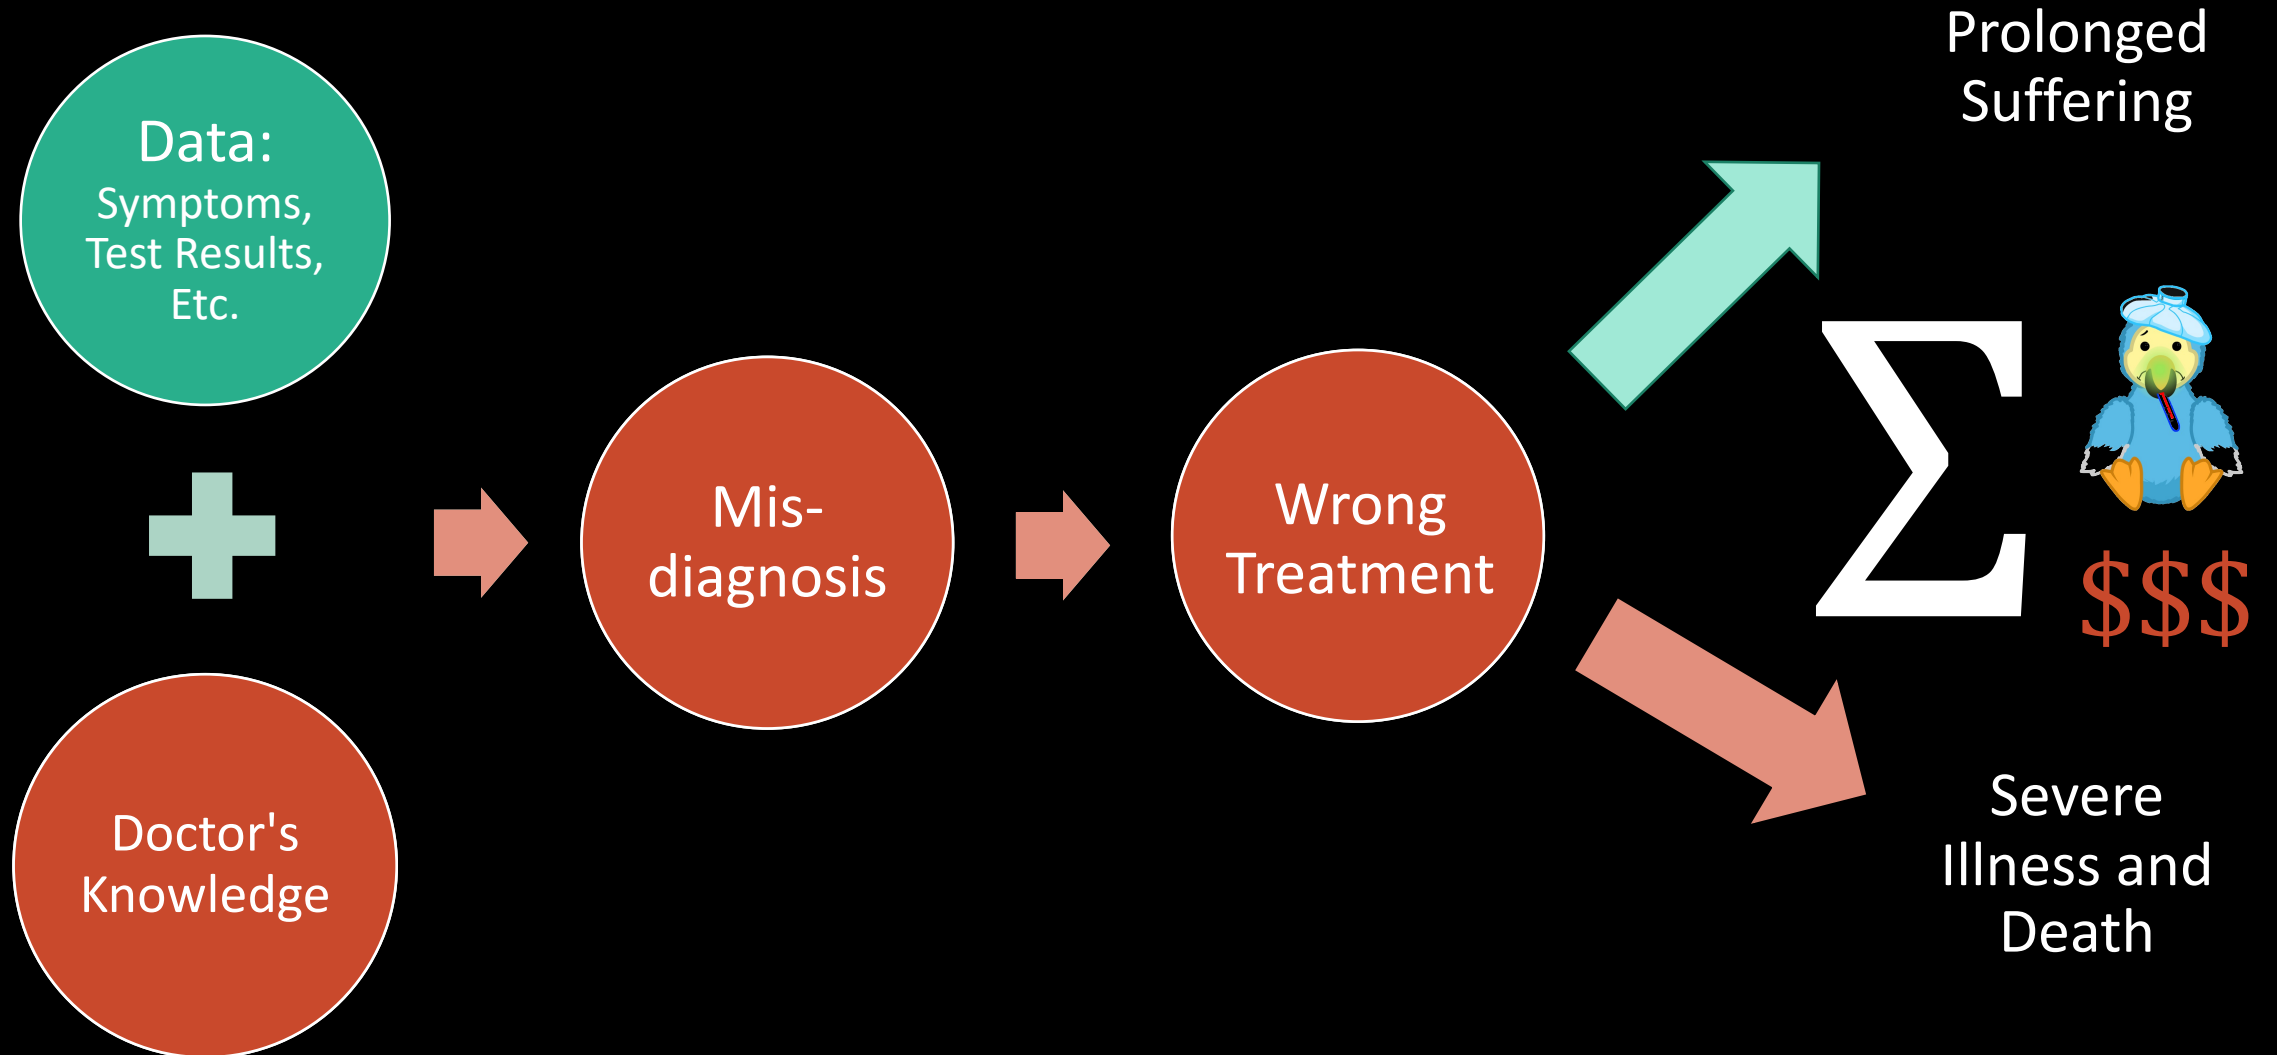 Data:
Symptoms,
Test Results,
Etc.
Doctor's
Knowledge
Mis-
diagnosis
Wrong
Treatment
Prolonged
Suffering
Σ
$$$
Severe
Illness and
Death